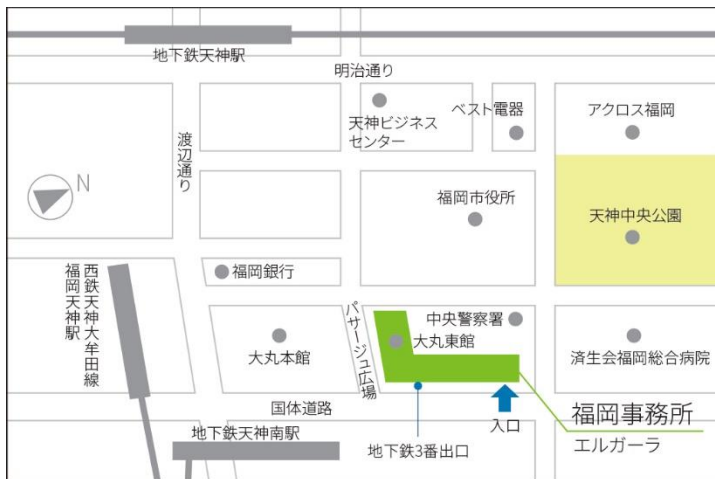 地下鉄天神駅
明治通り
天神ビジネス
センター
ベスト電器
アクロス福岡
渡辺通り
N
福岡市役所
天神中央公園
西鉄天神大牟田線
福岡天神駅
福岡銀行
パサージュ広場
中央警察署
大丸東館
大丸本館
済生会福岡総合病院
国体道路
入口
福岡事務所
エルガーラ
地下鉄天神南駅
地下鉄3番出口